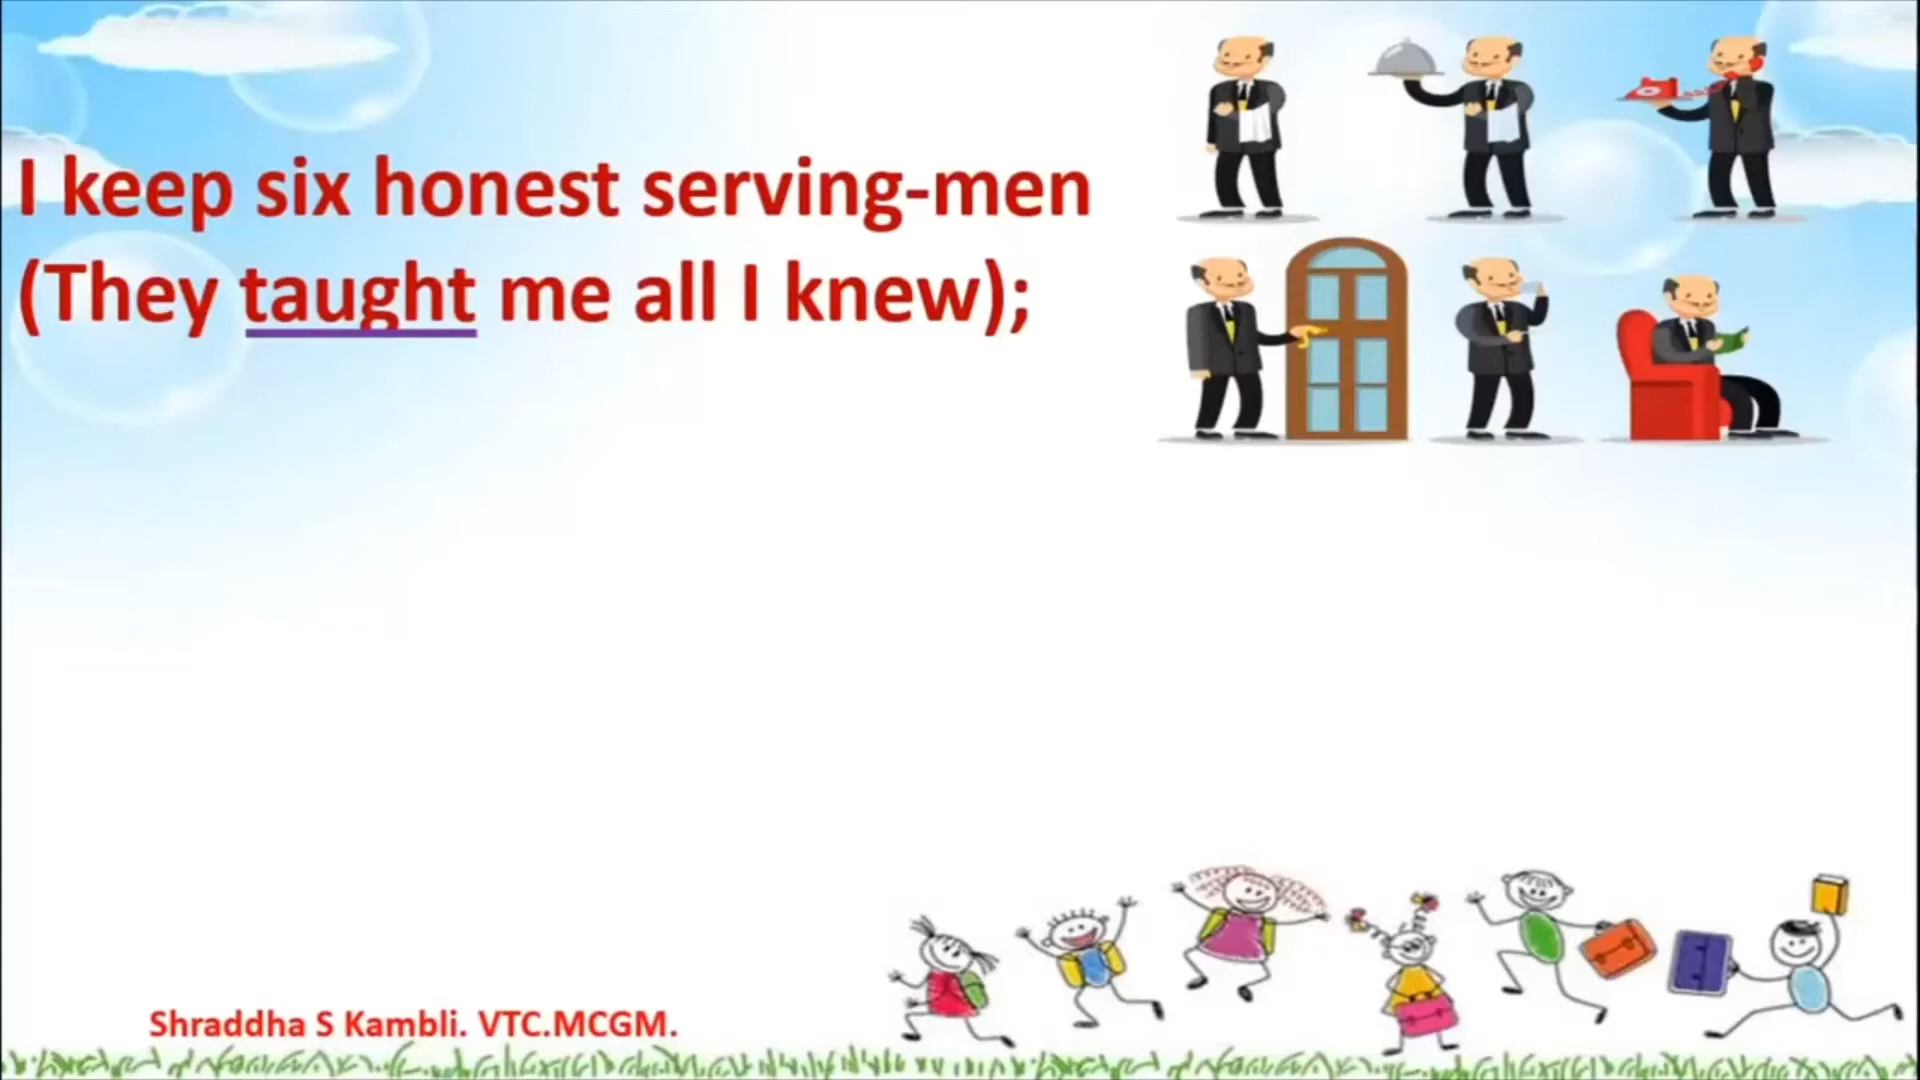 I keep six honest serving-men
(They taught me all I knew);
Shraddha S Kambli. VTC.MCGM.